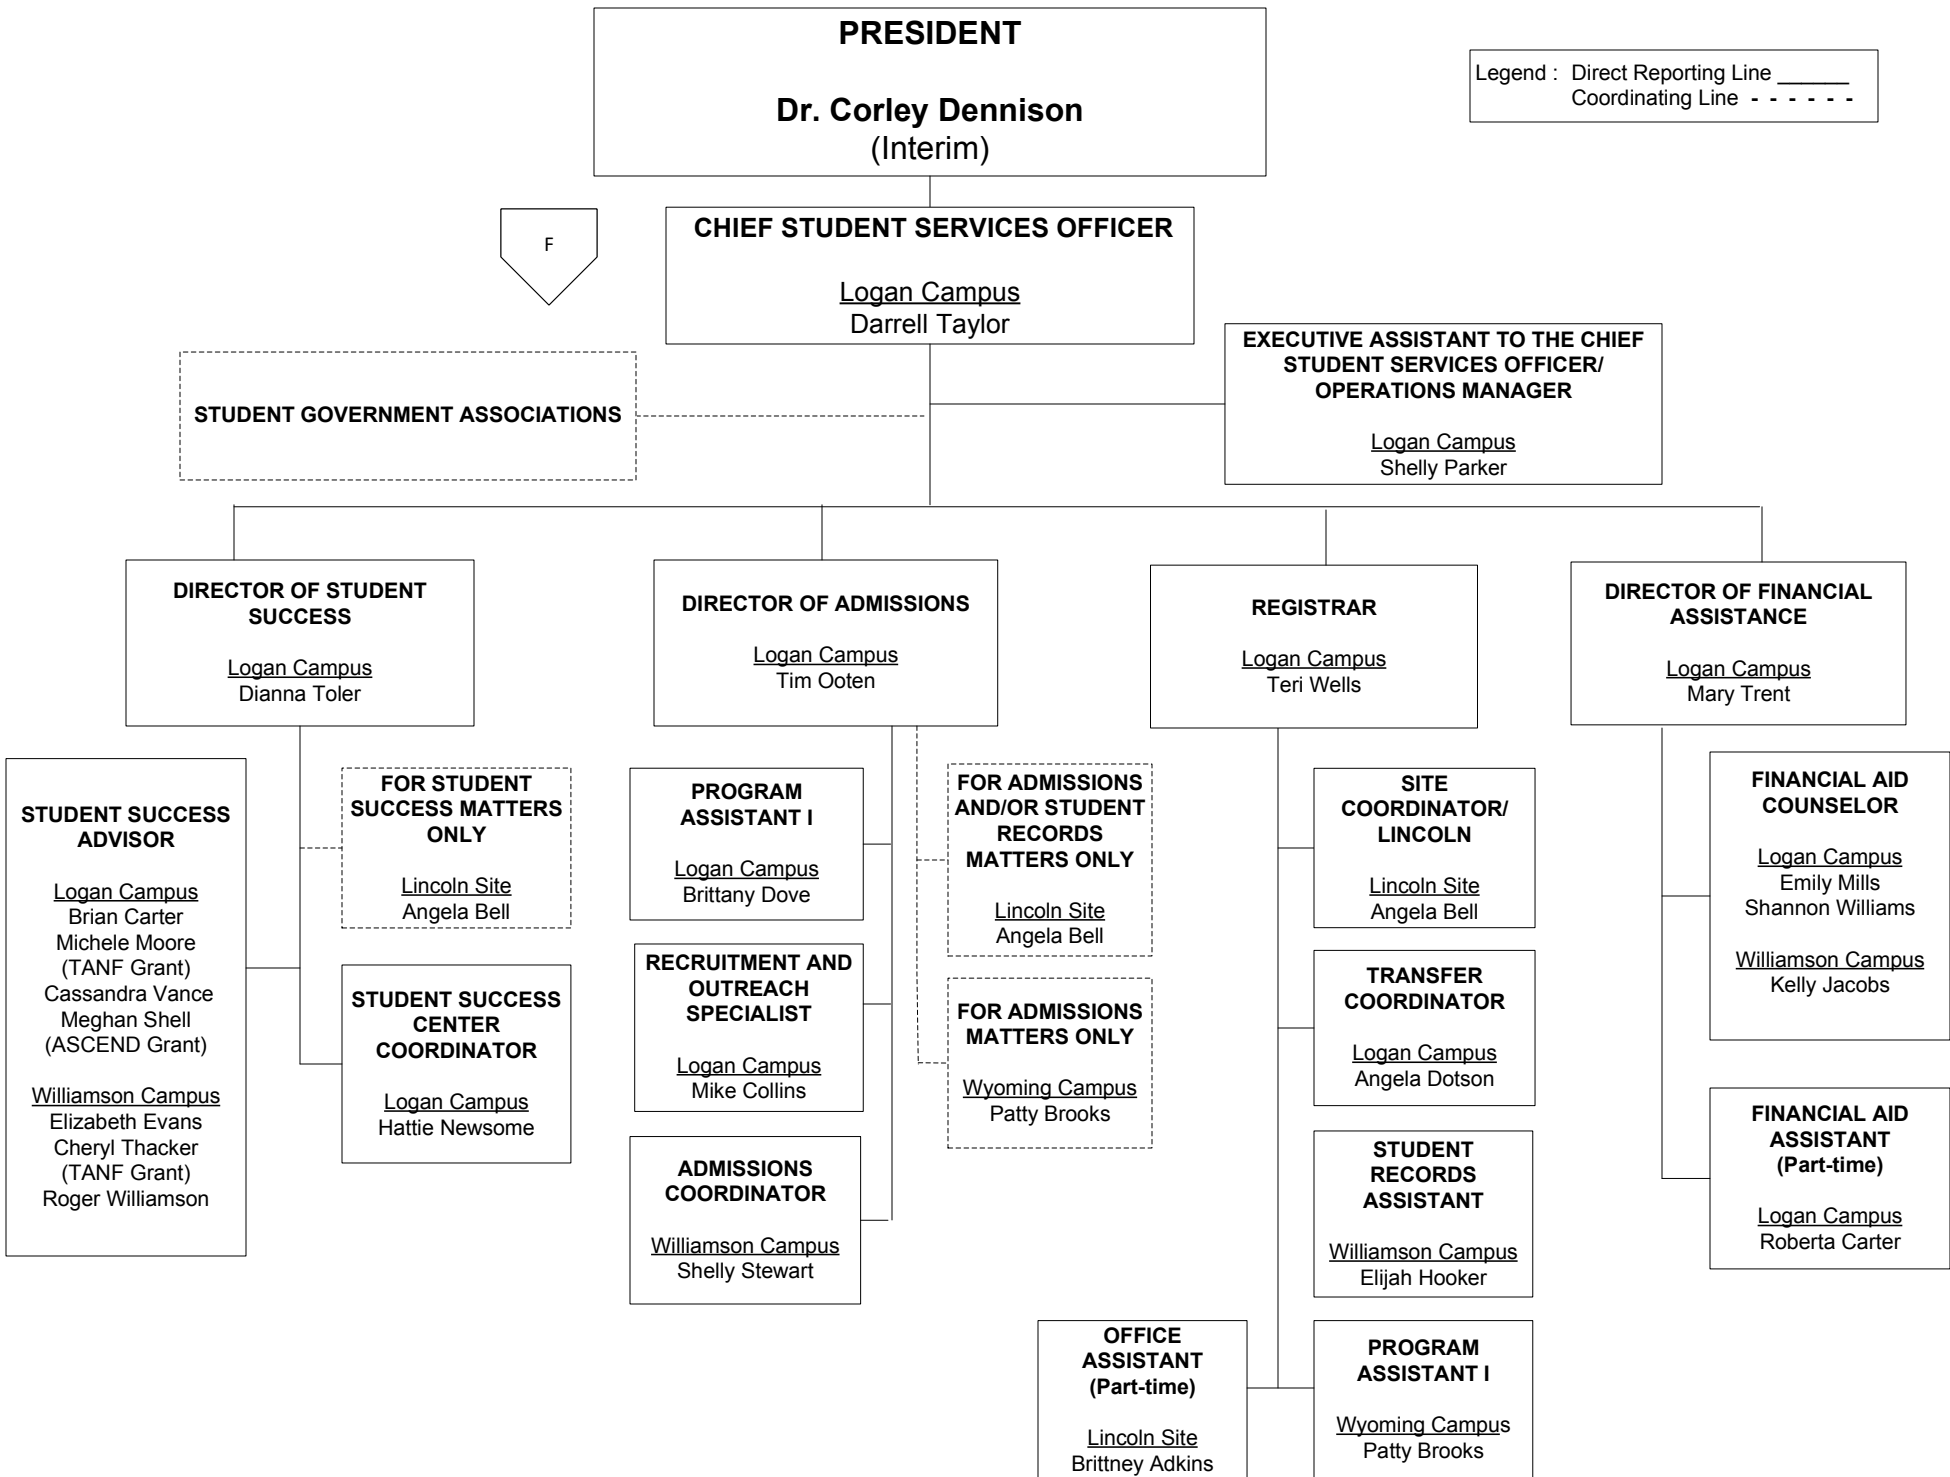 PRESIDENT
Dr. Corley Dennison
(Interim)
Legend : Direct Reporting Line ______
Coordinating Line - - - - - -
F
CHIEF STUDENT SERVICES OFFICER
Logan Campus
Darrell Taylor
EXECUTIVE ASSISTANT TO THE CHIEF
STUDENT SERVICES OFFICER/
OPERATIONS MANAGER
Logan Campus
Shelly Parker
STUDENT GOVERNMENT ASSOCIATIONS
DIRECTOR OF STUDENT
SUCCESS
Logan Campus
Dianna Toler
DIRECTOR OF ADMISSIONS
Logan Campus
Tim Ooten
REGISTRAR
Logan Campus
Teri Wells
DIRECTOR OF FINANCIAL
ASSISTANCE
Logan Campus
Mary Trent
STUDENT SUCCESS
ADVISOR
Logan Campus
Brian Carter
Michele Moore
(TANF Grant)
Cassandra Vance
Meghan Shell
(ASCEND Grant)
Williamson Campus
Elizabeth Evans
Cheryl Thacker
(TANF Grant)
Roger Williamson
FOR STUDENT
SUCCESS MATTERS
ONLY
Lincoln Site
Angela Bell
STUDENT SUCCESS
CENTER
COORDINATOR
Logan Campus
Hattie Newsome
PROGRAM
ASSISTANT I
Logan Campus
Brittany Dove
RECRUITMENT AND
OUTREACH
SPECIALIST
Logan Campus
Mike Collins
ADMISSIONS
COORDINATOR
Williamson Campus
Shelly Stewart
FOR ADMISSIONS
AND/OR STUDENT
RECORDS
MATTERS ONLY
Lincoln Site
Angela Bell
FOR ADMISSIONS
MATTERS ONLY
Wyoming Campus
Patty Brooks
SITE
COORDINATOR/
LINCOLN
Lincoln Site
Angela Bell
TRANSFER
COORDINATOR
Logan Campus
Angela Dotson
STUDENT
RECORDS
ASSISTANT
Williamson Campus
Elijah Hooker
OFFICE
ASSISTANT
(Part-time)
Lincoln Site
Brittney Adkins
PROGRAM
ASSISTANT I
Wyoming Campus
Patty Brooks
FINANCIAL AID
COUNSELOR
Logan Campus
Emily Mills
Shannon Williams
Williamson Campus
Kelly Jacobs
FINANCIAL AID
ASSISTANT
(Part-time)
Logan Campus
Roberta Carter